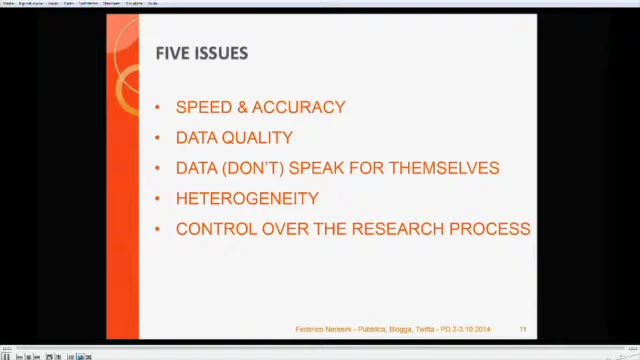 FIVE ISSUES
• SPEED & ACCURACY
• DATA QUALITY
• DATA (DON'T) SPEAK FOR THEMSELVES
• HETEROGENEITY
• CONTROL OVER THE RESEARCH PROCESS
Federico Neresini - Pubblica, Blogga, Twitta - PD 2-3.10.2014 11